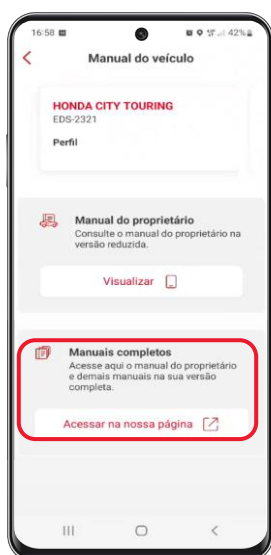 16:58 42%
Manual do veículo
HONDA CITY TOURING
EDS-2321
Perfil
Manual do proprietário
Consulte o manual do proprietário na
versão reduzida.
Visualizar
Manuais completos
Acesse aqui o manual do proprietário
e demais manuais na sua versão
completa.
Acessar na nossa página